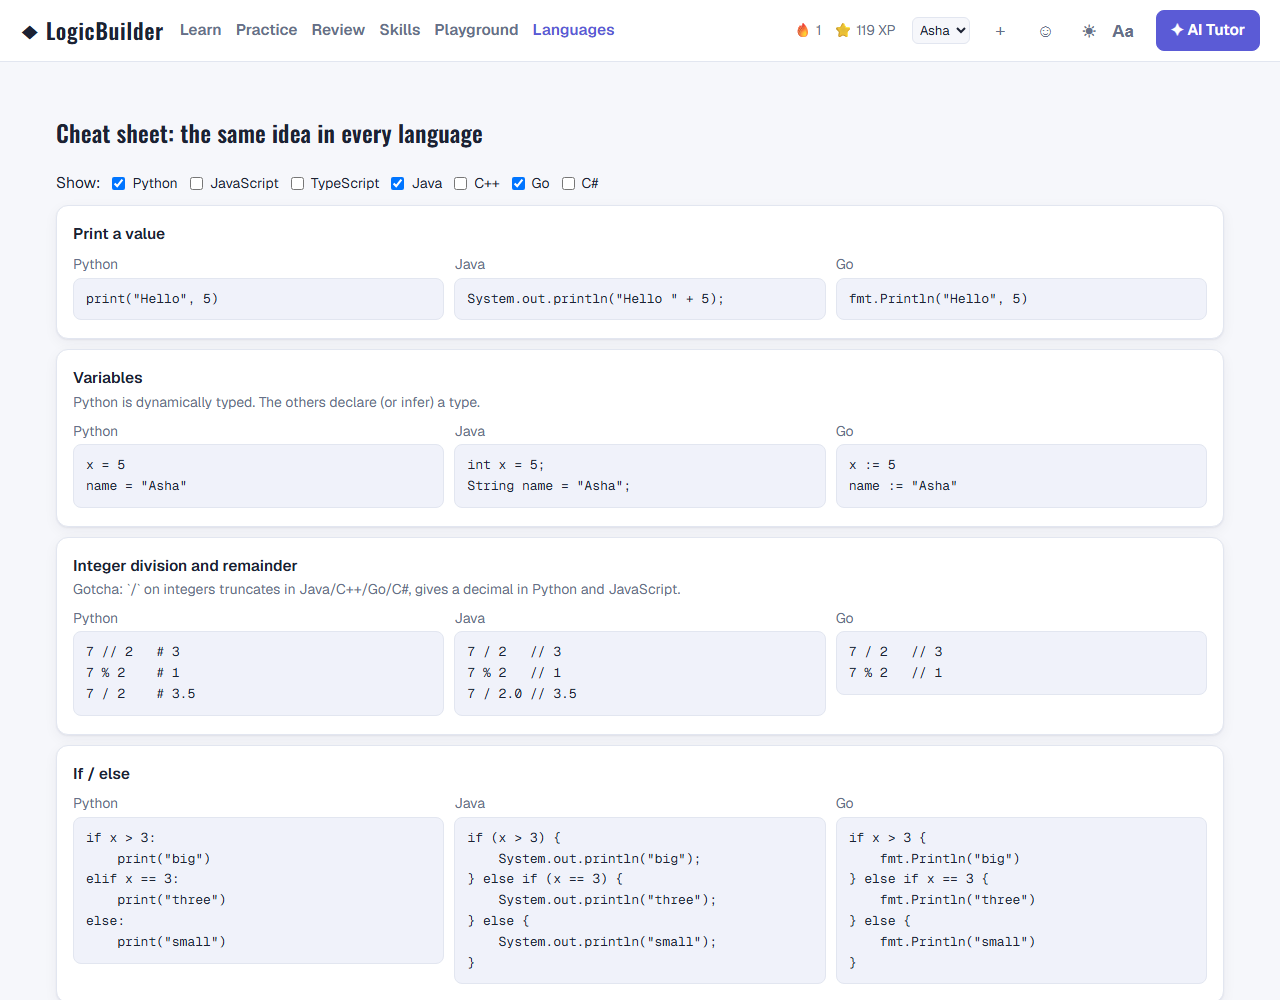 ◆ LogicBuilder Learn Practice Review Skills Playground Languages 🔥 1 ⭐ 119 XP Asha + ☺ ☀ Aa ✦ AI Tutor
Cheat sheet: the same idea in every language
Show: Python JavaScript TypeScript Java C++ Go C#
Print a value
Python
print("Hello", 5)
Java
System.out.println("Hello " + 5);
Go
fmt.Println("Hello", 5)
Variables
Python is dynamically typed. The others declare (or infer) a type.
Python
x = 5
name = "Asha"
Java
int x = 5;
String name = "Asha";
Go
x := 5
name := "Asha"
Integer division and remainder
Gotcha: `/` on integers truncates in Java/C++/Go/C#, gives a decimal in Python and JavaScript.
Python
7 // 2   # 3
7 % 2    # 1
7 / 2    # 3.5
Java
7 / 2   // 3
7 % 2   // 1
7 / 2.0 // 3.5
Go
7 / 2   // 3
7 % 2   // 1
If / else
Python
if x > 3:
    print("big")
elif x == 3:
    print("three")
else:
    print("small")
Java
if (x > 3) {
    System.out.println("big");
} else if (x == 3) {
    System.out.println("three");
} else {
    System.out.println("small");
}
Go
if x > 3 {
    fmt.Println("big")
} else if x == 3 {
    fmt.Println("three")
} else {
    fmt.Println("small")
}